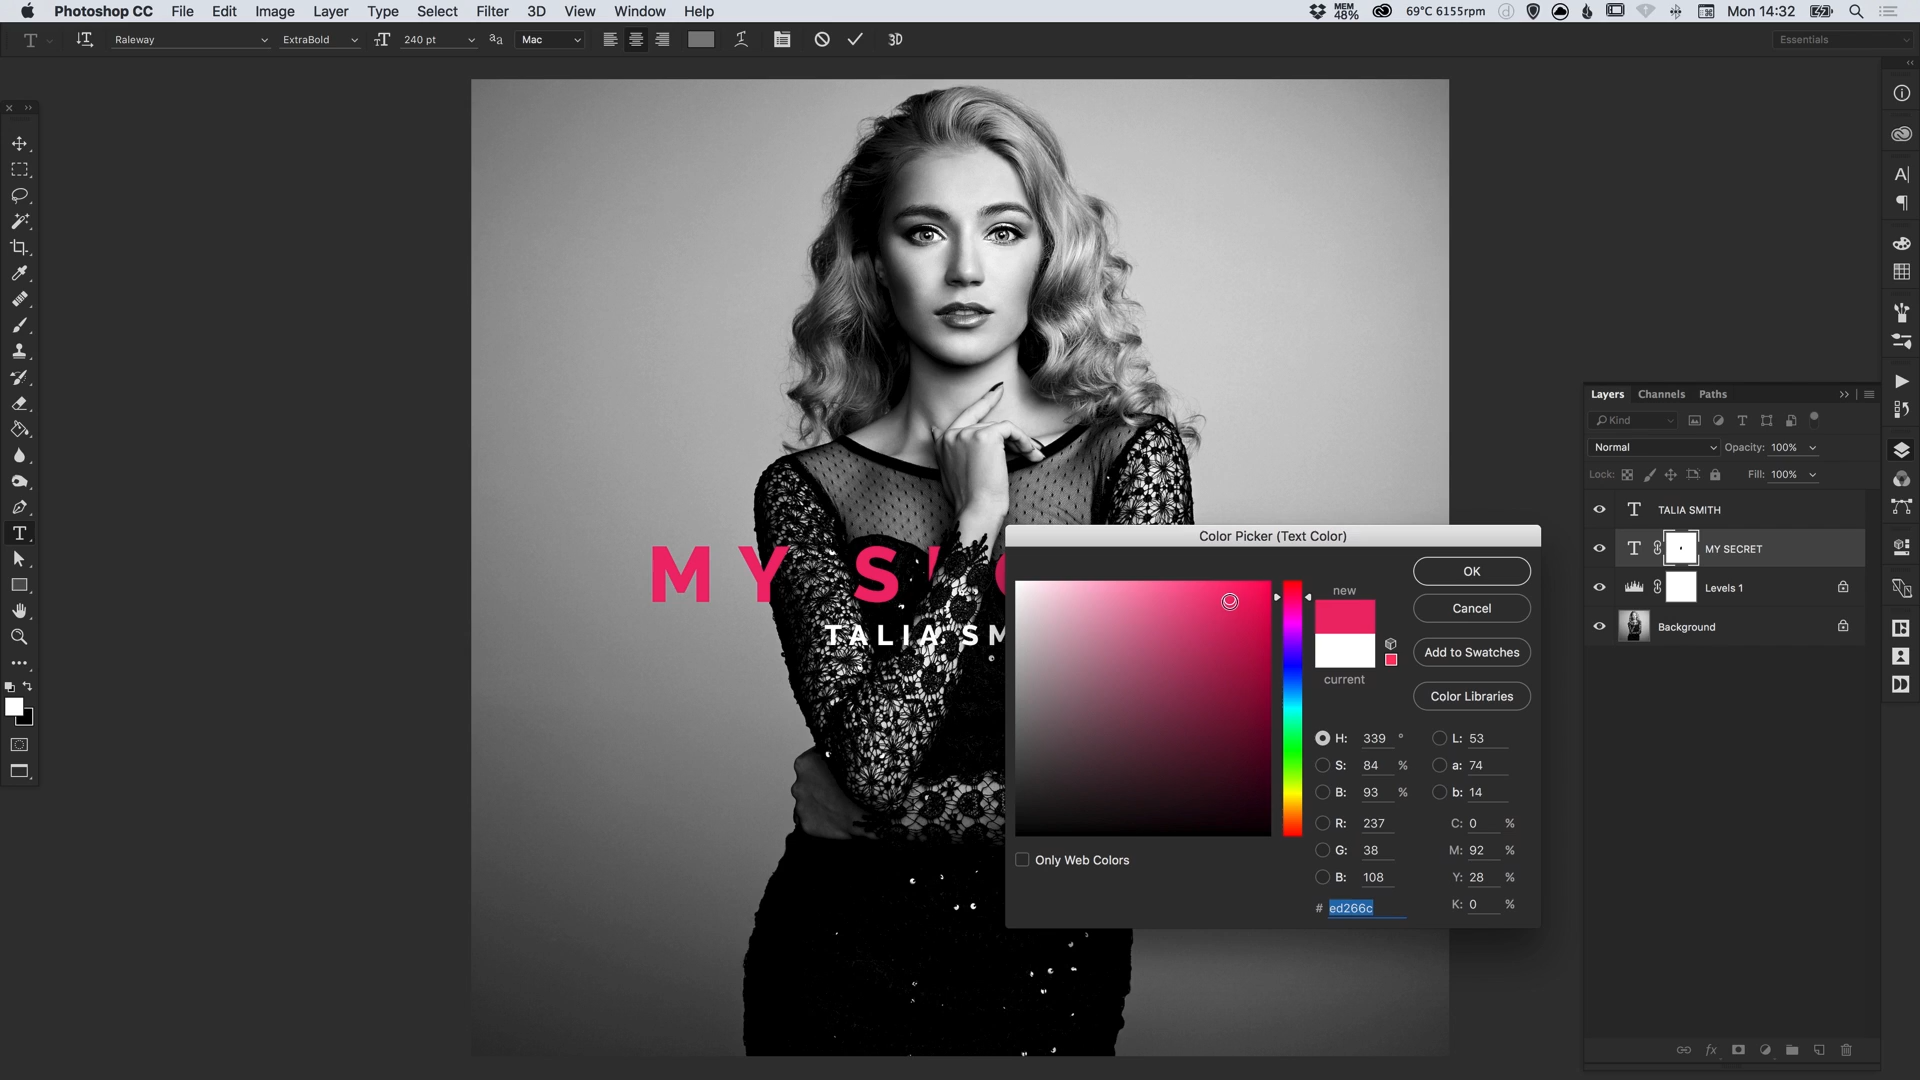 Photoshop CC File Edit Image Layer Type Select Filter 3D View Window Help MEM 48% 69°C 6155rpm Mon 14:32
Raleway ExtraBold 240 pt Mac 3D Essentials
MY S
TALIA SM
Color Picker (Text Color)
new
current
OK
Cancel
Add to Swatches
Color Libraries
H: 339 ° L: 53
S: 84 % a: 74
B: 93 % b: 14
R: 237 C: 0 %
G: 38 M: 92 %
B: 108 Y: 28 %
# ed266c K: 0 %
Only Web Colors
Layers Channels Paths
Kind
Normal Opacity: 100%
Lock: Fill: 100%
TALIA SMITH
MY SECRET
Levels 1
Background